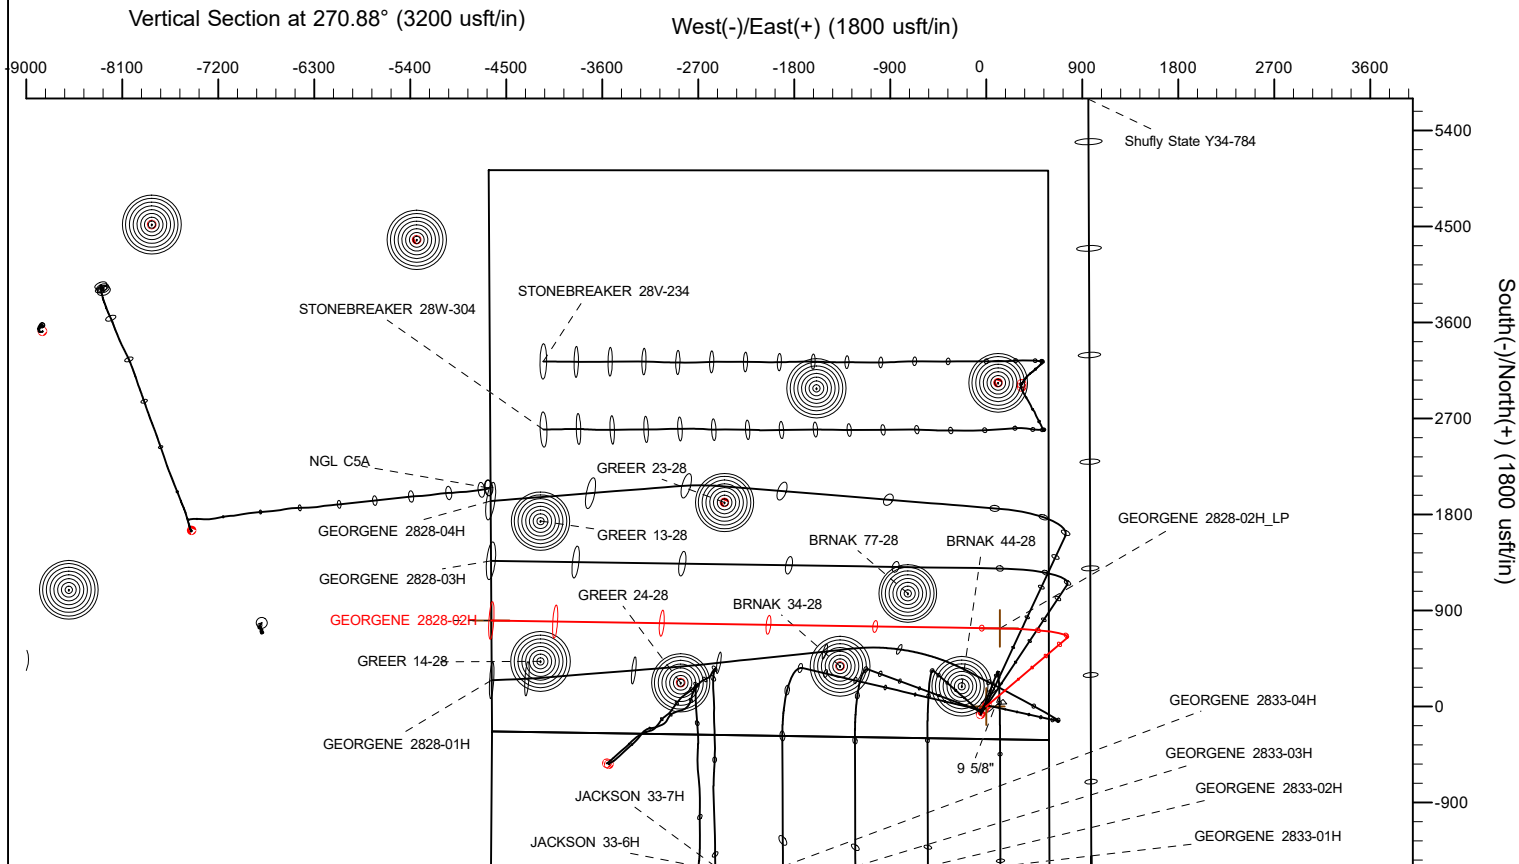 Vertical Section at 270.88° (3200 usft/in)
West(-)/East(+) (1800 usft/in)
-9000 -8100 -7200 -6300 -5400 -4500 -3600 -2700 -1800 -900 0 900 1800 2700 3600
5400
Shufly State Y34-784
4500
South(-)/North(+) (1800 usft/in)
STONEBREAKER 28V-234
STONEBREAKER 28W-304
3600
2700
NGL C5A
GREER 23-28
1800
GEORGENE 2828-02H_LP
GEORGENE 2828-04H
GREER 13-28
BRNAK 77-28
BRNAK 44-28
GEORGENE 2828-03H
GREER 24-28
BRNAK 34-28
900
GEORGENE 2828-02H
GREER 14-28
GEORGENE 2833-04H
0
GEORGENE 2828-01H
GEORGENE 2833-03H
9 5/8"
GEORGENE 2833-02H
JACKSON 33-7H
-900
GEORGENE 2833-01H
JACKSON 33-6H